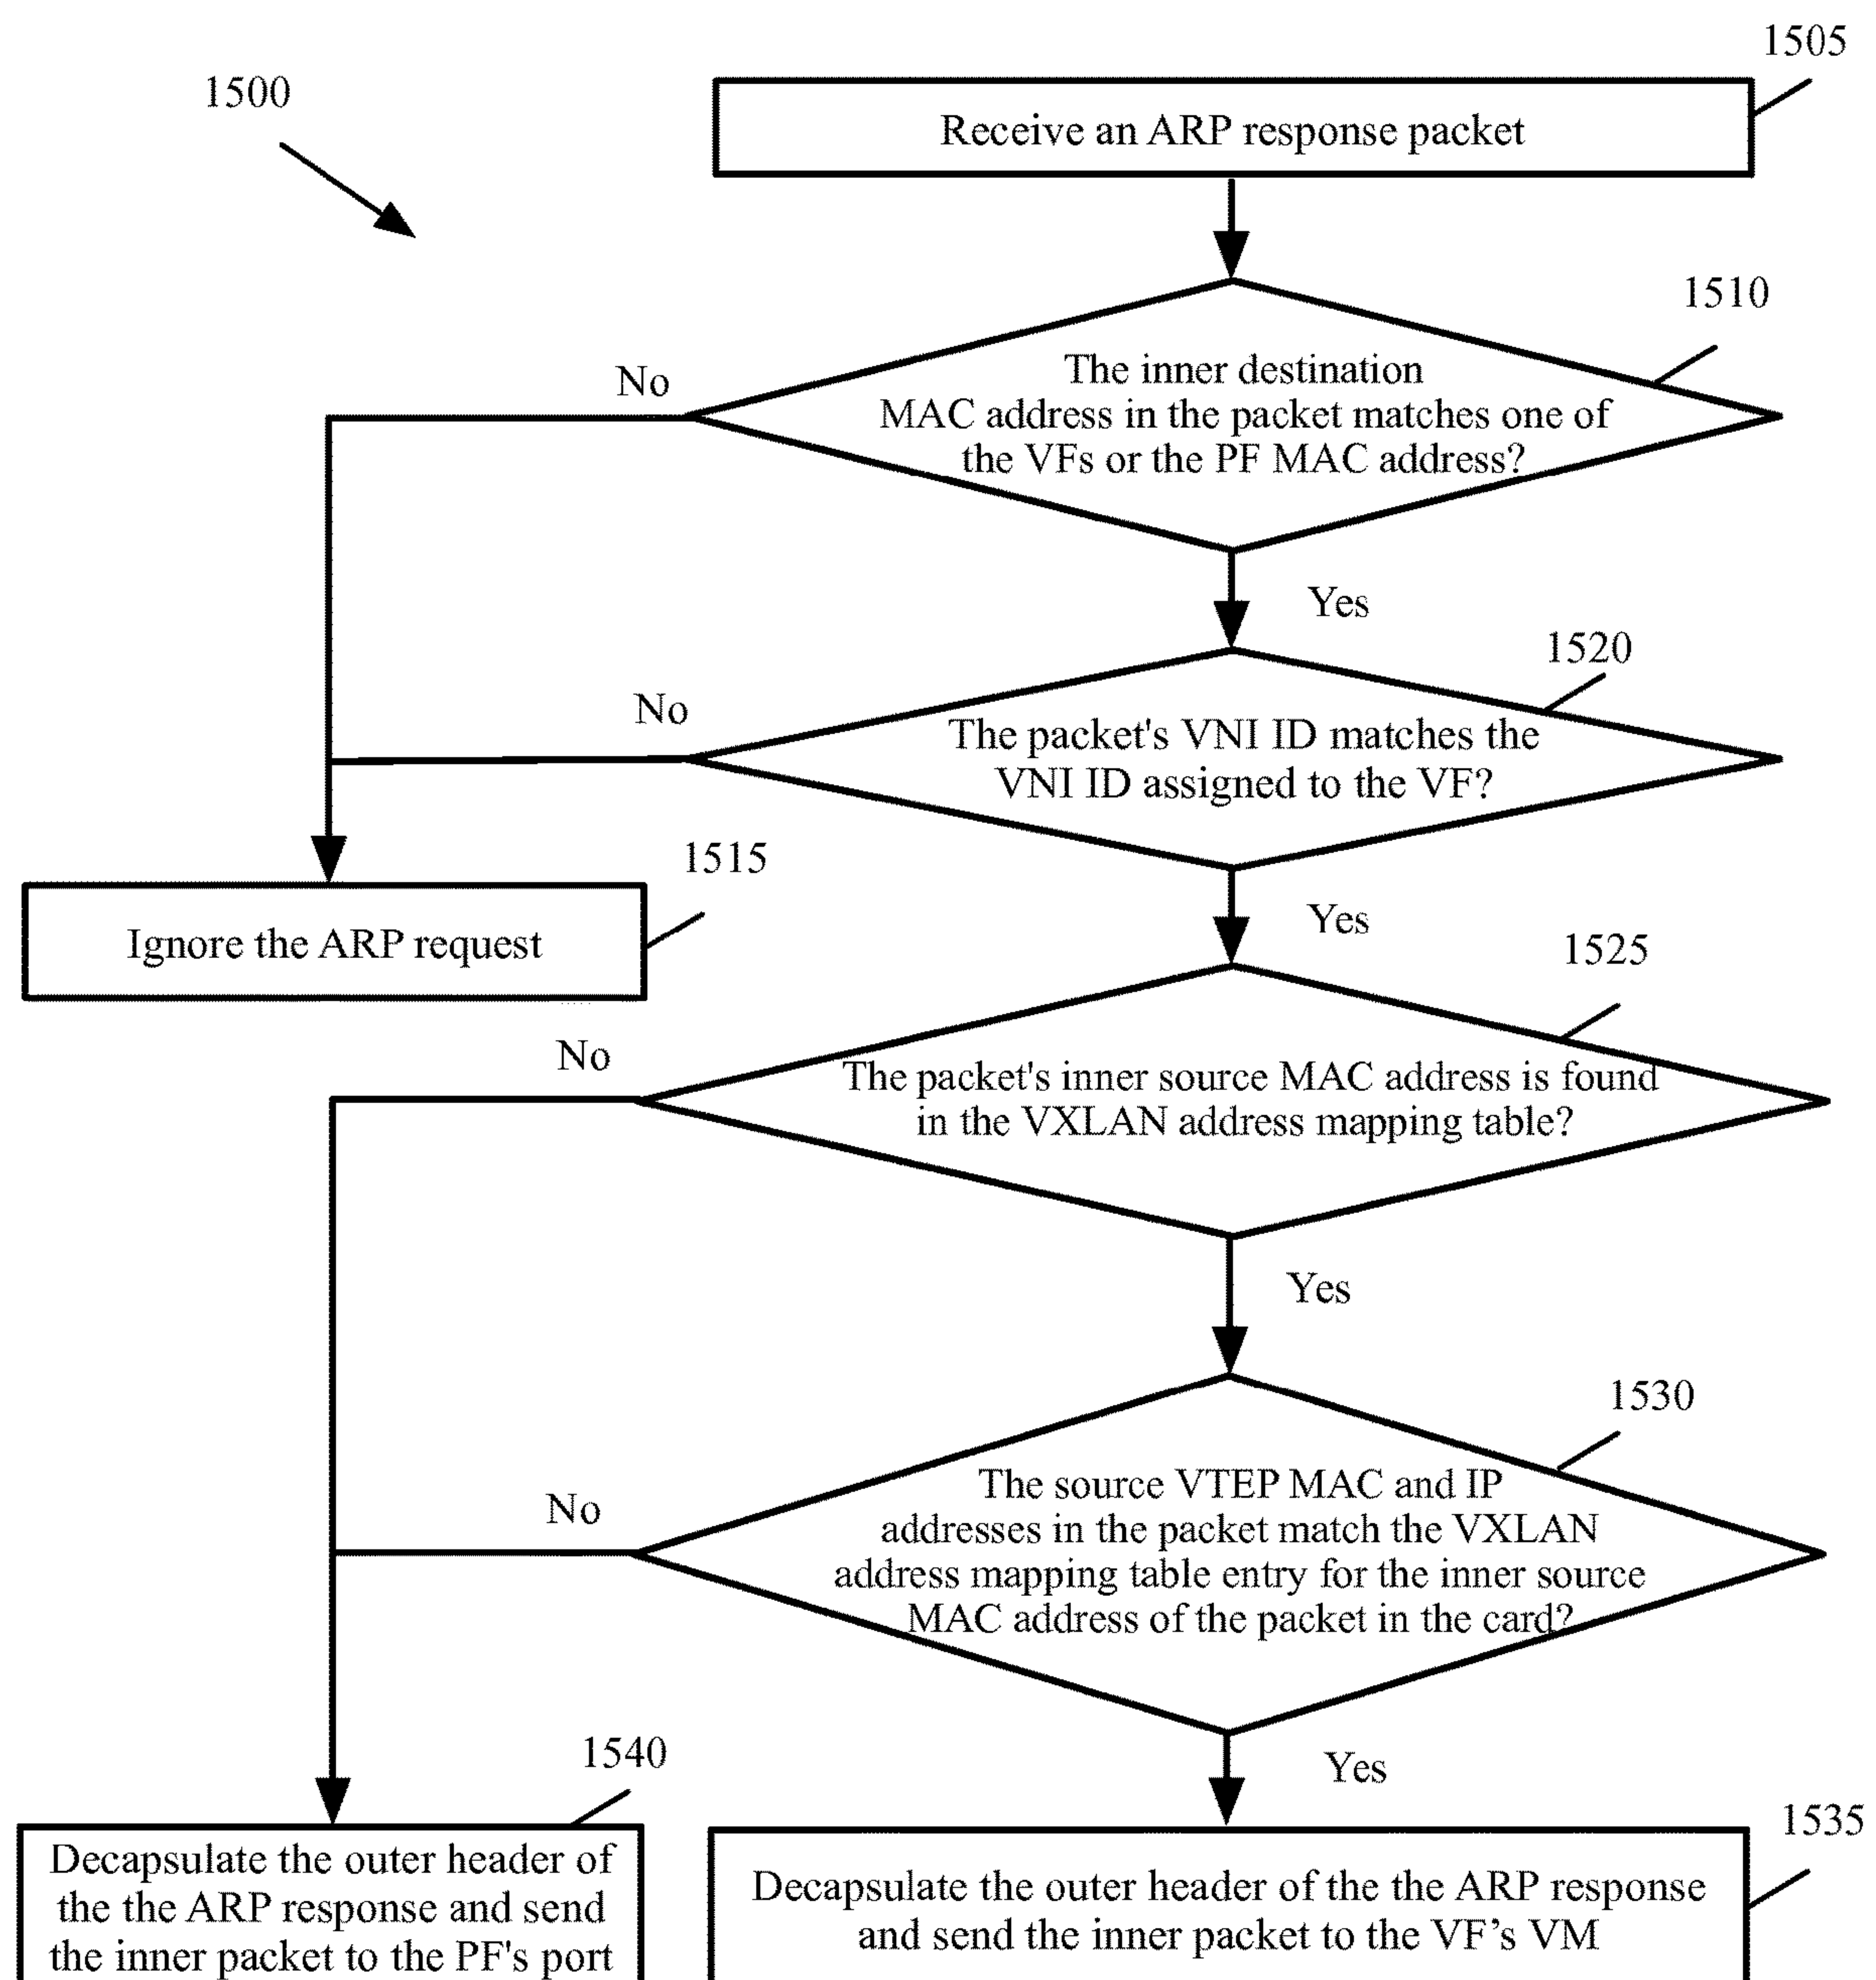 1505
1500
Receive an ARP response packet
1510
No
The inner destination
MAC address in the packet matches one of
the VFs or the PF MAC address?
Yes
1520
No
The packet's VNI ID matches the
VNI ID assigned to the VF?
1515
Yes
Ignore the ARP request
1525
No
The packet's inner source MAC address is found
in the VXLAN address mapping table?
Yes
1530
No
The source VTEP MAC and IP
addresses in the packet match the VXLAN
address mapping table entry for the inner source
MAC address of the packet in the card?
1540
Yes
1535
Decapsulate the outer header of
the the ARP response and send
the inner packet to the PF's port
Decapsulate the outer header of the the ARP response
and send the inner packet to the VF’s VM